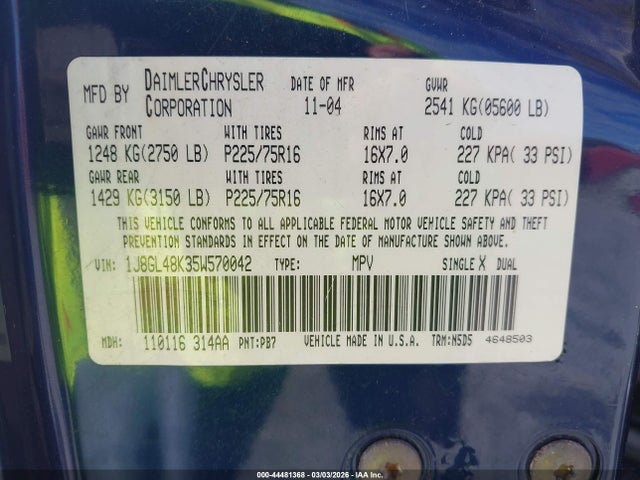 MFD BY DAIMLERCHRYSLER CORPORATION DATE OF MFR 11-04 GVWR 2541 KG(05600 LB)
GAWR FRONT WITH TIRES RIMS AT COLD
1248 KG(2750 LB) P225/75R16 16X7.0 227 KPA( 33 PSI)
GAWR REAR WITH TIRES RIMS AT COLD
1429 KG(3150 LB) P225/75R16 16X7.0 227 KPA( 33 PSI)
THIS VEHICLE CONFORMS TO ALL APPLICABLE FEDERAL MOTOR VEHICLE SAFETY AND THEFT
PREVENTION STANDARDS IN EFFECT ON THE DATE OF MANUFACTURE SHOWN ABOVE.
VIN: 1J8GL48K35W570042 TYPE: MPV SINGLE X DUAL
MDH: 110116 314AA PNT:PB7 VEHICLE MADE IN U.S.A. TRM:N5D5 4648503
000-44481368 - 03/03/2026 - IAA Inc.